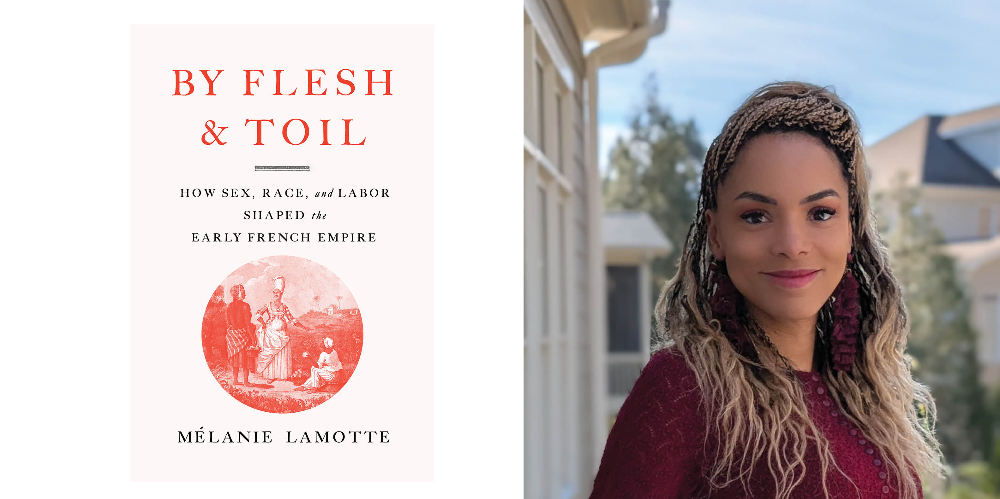 BY FLESH
& TOIL
HOW SEX, RACE, and LABOR
SHAPED the
EARLY FRENCH EMPIRE
MÉLANIE LAMOTTE